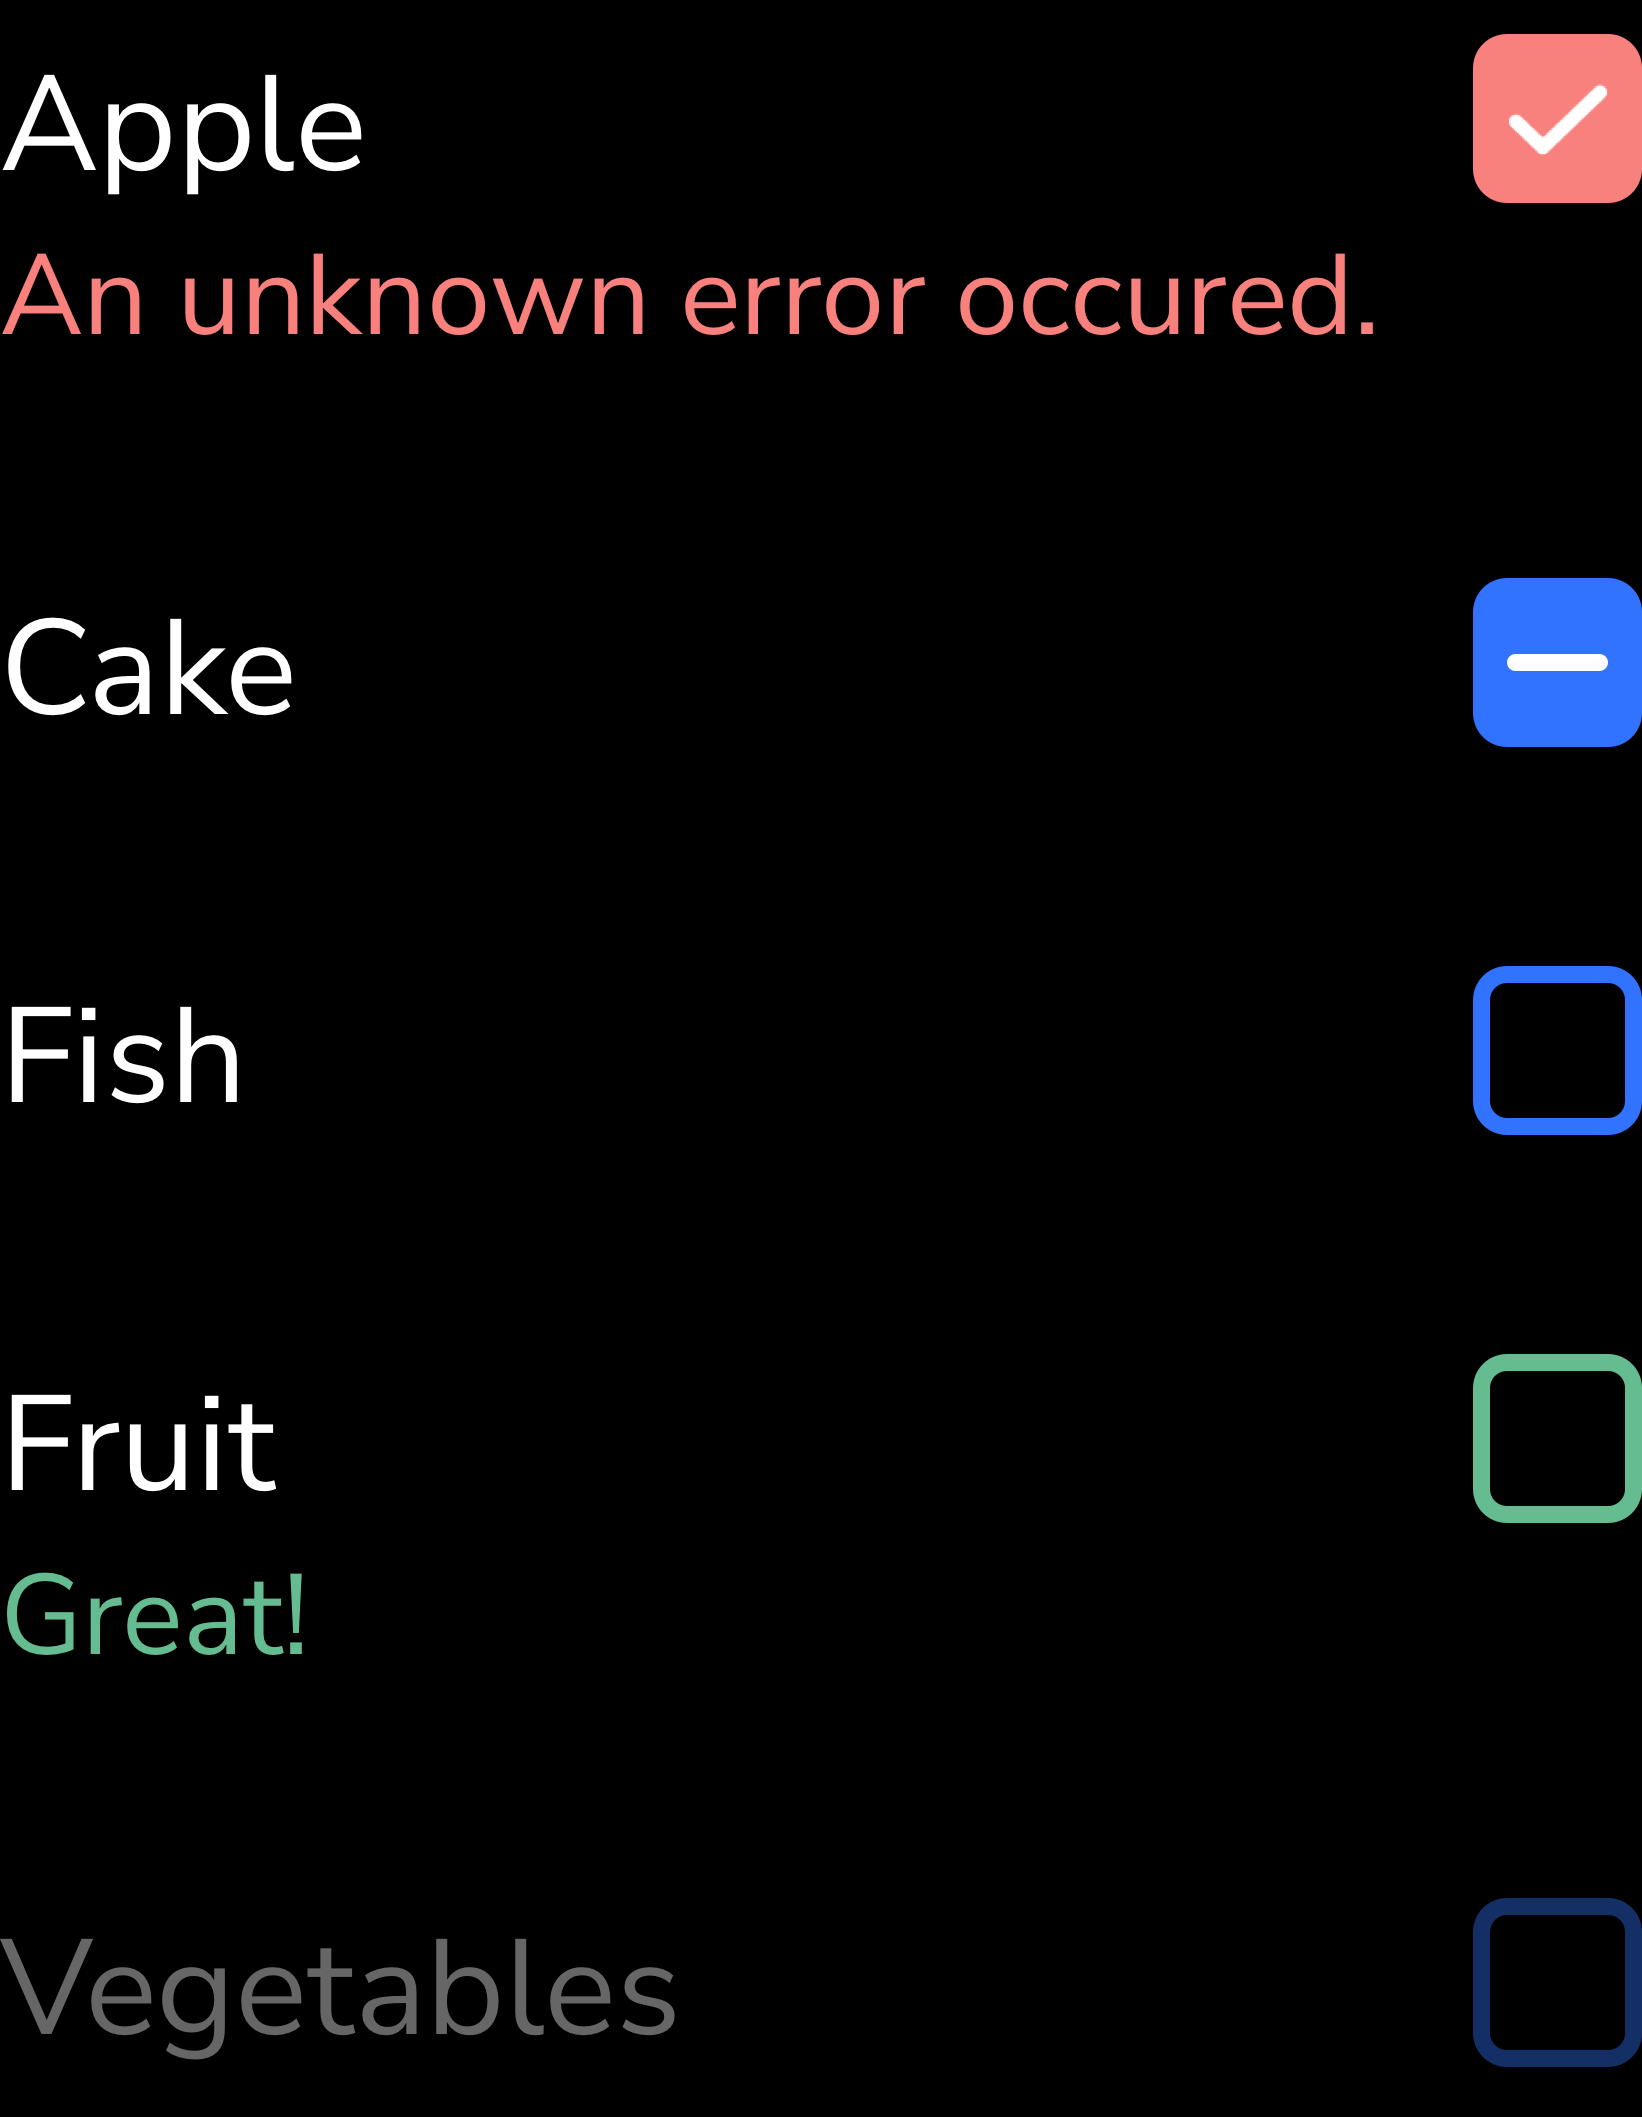 Apple
An unknown error occured.
Cake
Fish
Fruit
Great!
Vegetables